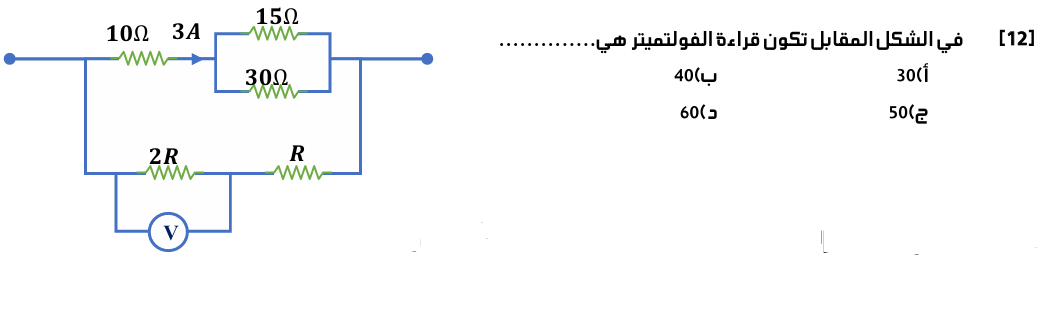 [12] في الشكل المقابل تكون قراءة الفولتميتر هي..............
أ)30 ب)40
ج)50 د)60
15Ω
10Ω 3A
30Ω
2R R
V